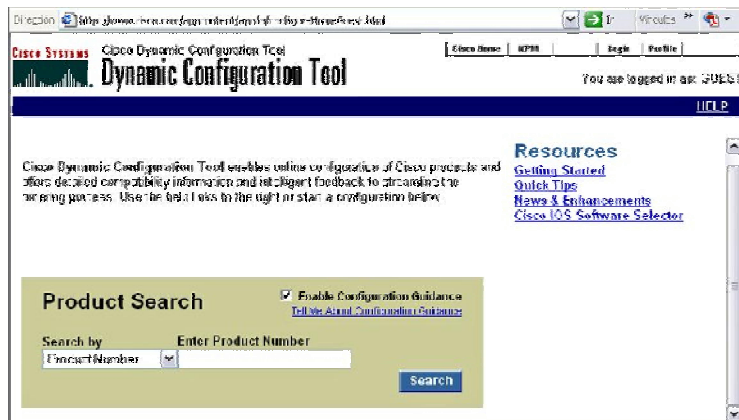 Dirección
Ir
Vínculos »
CISCO SYSTEMS
Cisco Dynamic Configuration Tool
Dynamic Configuration Tool
Cisco Home
Login
Profile
You are logged in as: GUEST
HELP
Cisco Dynamic Configuration Tool enables online configuration of Cisco products and
offers detailed compatibility information and intelligent feedback to streamline the
ordering process. Use the help links to the right or start a configuration below.
Resources
Getting Started
Quick Tips
News & Enhancements
Cisco IOS Software Selector
Product Search
Enable Configuration Guidance
Tell Me About Configuration Guidance
Search by
Enter Product Number
Product Number
Search